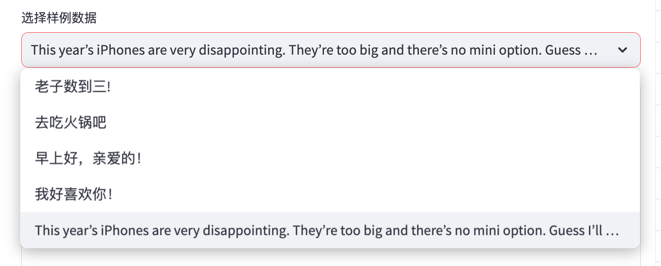 选择样例数据
This year’s iPhones are very disappointing. They’re too big and there’s no mini option. Guess …
老子数到三!
去吃火锅吧
早上好，亲爱的！
我好喜欢你！
This year’s iPhones are very disappointing. They’re too big and there’s no mini option. Guess I’ll …